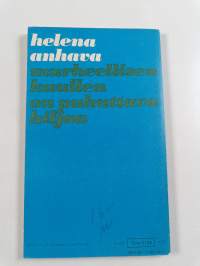 helena
anhava
murheellisen
kuullen
on puhuttava
hiljaa